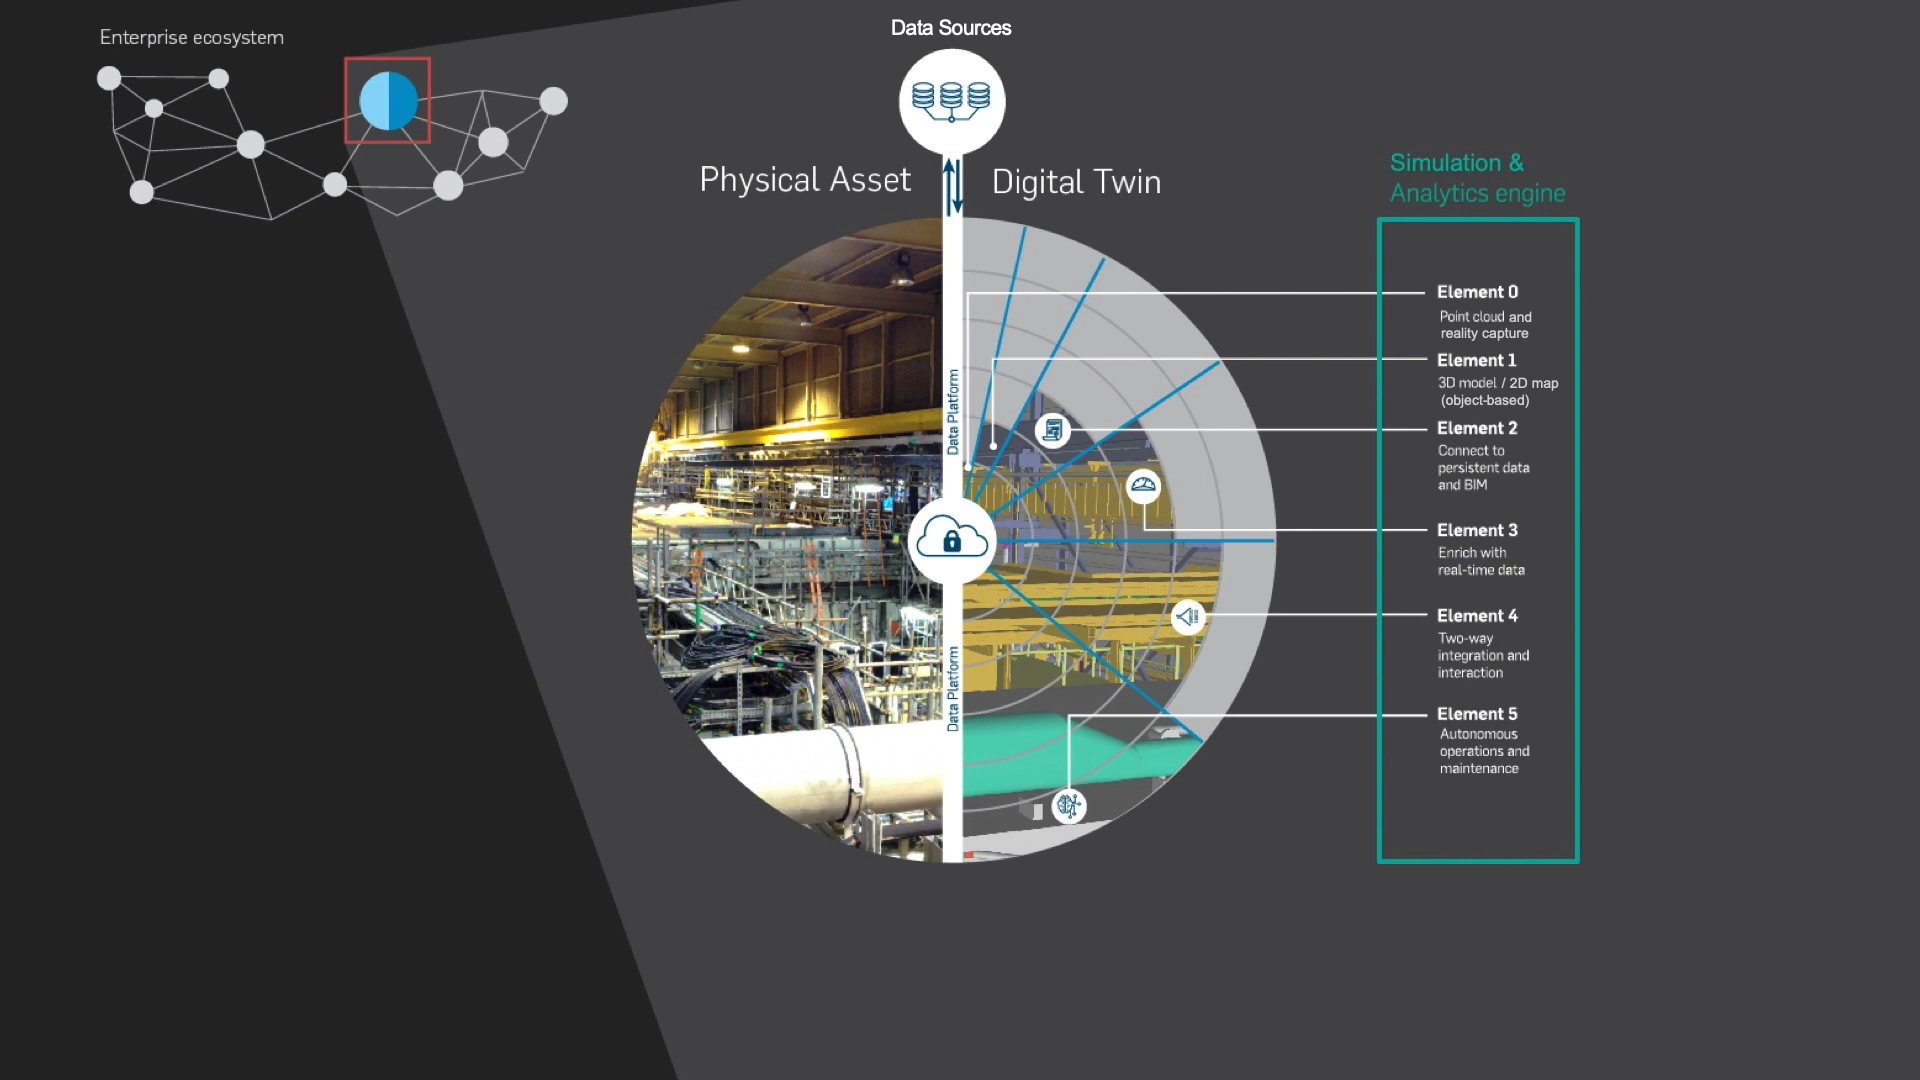 Enterprise ecosystem
Data Sources
Physical Asset
Digital Twin
Data Platform
Data Platform
Simulation &
Analytics engine
Element 0
Point cloud and
reality capture
Element 1
3D model / 2D map
(object-based)
Element 2
Connect to
persistent data
and BIM
Element 3
Enrich with
real-time data
Element 4
Two-way
integration and
interaction
Element 5
Autonomous
operations and
maintenance